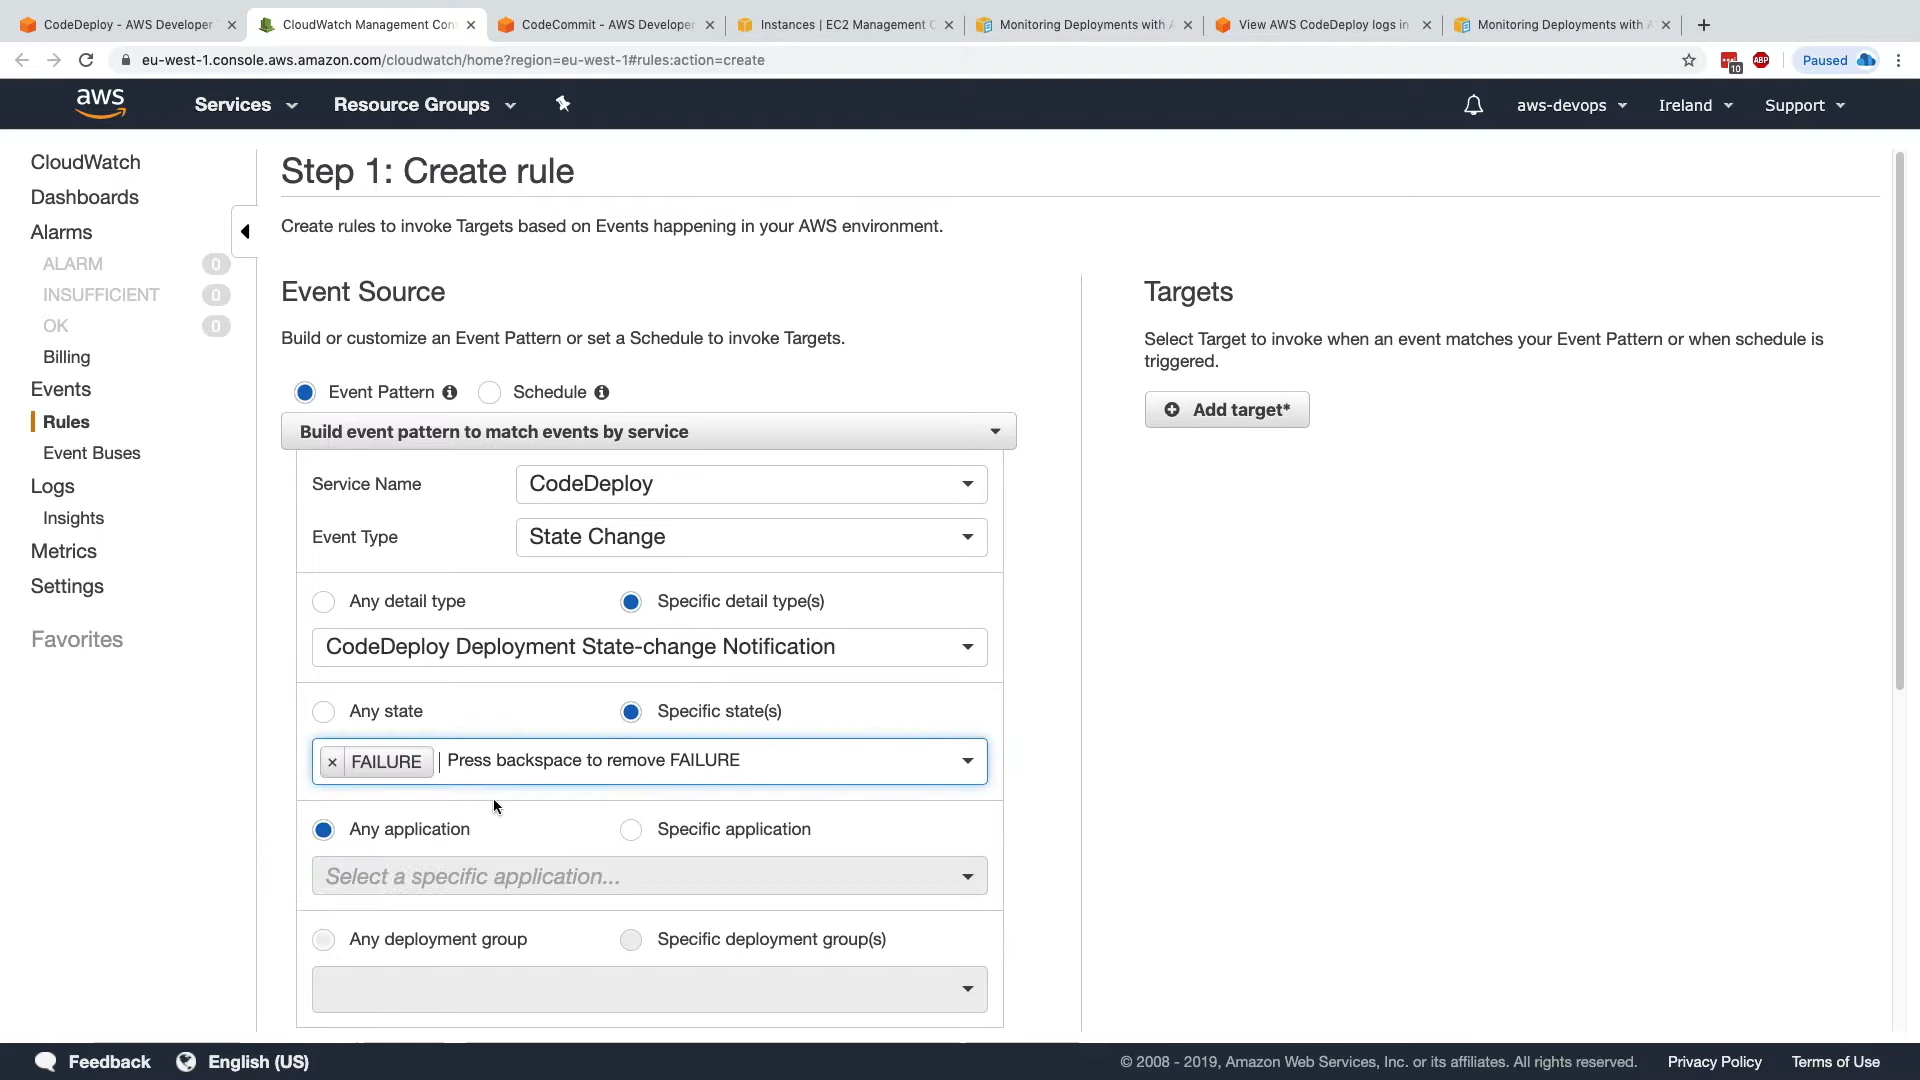 CodeDeploy - AWS Developer
CloudWatch Management Con
CodeCommit - AWS Developer
Instances | EC2 Management C
Monitoring Deployments with A
View AWS CodeDeploy logs in
Monitoring Deployments with A
eu-west-1.console.aws.amazon.com/cloudwatch/home?region=eu-west-1#rules:action=create
10
ABP
Paused
aws
Services
Resource Groups
aws-devops
Ireland
Support
CloudWatch
Dashboards
Alarms
ALARM 0
INSUFFICIENT 0
OK 0
Billing
Events
Rules
Event Buses
Logs
Insights
Metrics
Settings
Favorites
Step 1: Create rule
Create rules to invoke Targets based on Events happening in your AWS environment.
Event Source
Build or customize an Event Pattern or set a Schedule to invoke Targets.
Event Pattern
Schedule
Build event pattern to match events by service
Service Name
CodeDeploy
Event Type
State Change
Any detail type
Specific detail type(s)
CodeDeploy Deployment State-change Notification
Any state
Specific state(s)
× FAILURE
Press backspace to remove FAILURE
Any application
Specific application
Select a specific application...
Any deployment group
Specific deployment group(s)
Targets
Select Target to invoke when an event matches your Event Pattern or when schedule is
triggered.
Add target*
Feedback
English (US)
© 2008 - 2019, Amazon Web Services, Inc. or its affiliates. All rights reserved.
Privacy Policy
Terms of Use